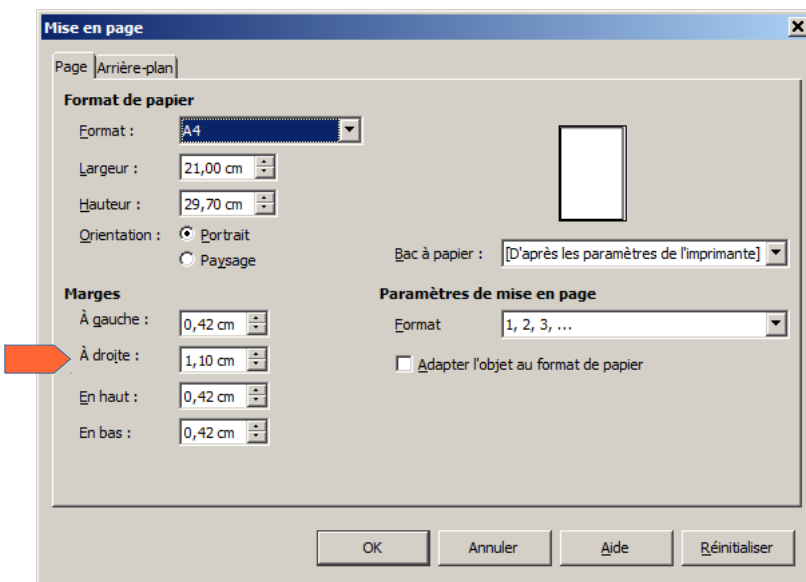 Mise en page
Page
Arrière-plan
Format de papier
Format :
A4
Largeur :
21,00 cm
Hauteur :
29,70 cm
Orientation :
Portrait
Paysage
Bac à papier :
[D'après les paramètres de l'imprimante]
Marges
À gauche :
0,42 cm
À droite :
1,10 cm
En haut :
0,42 cm
En bas :
0,42 cm
Paramètres de mise en page
Format
1, 2, 3, ...
Adapter l'objet au format de papier
OK
Annuler
Aide
Réinitialiser